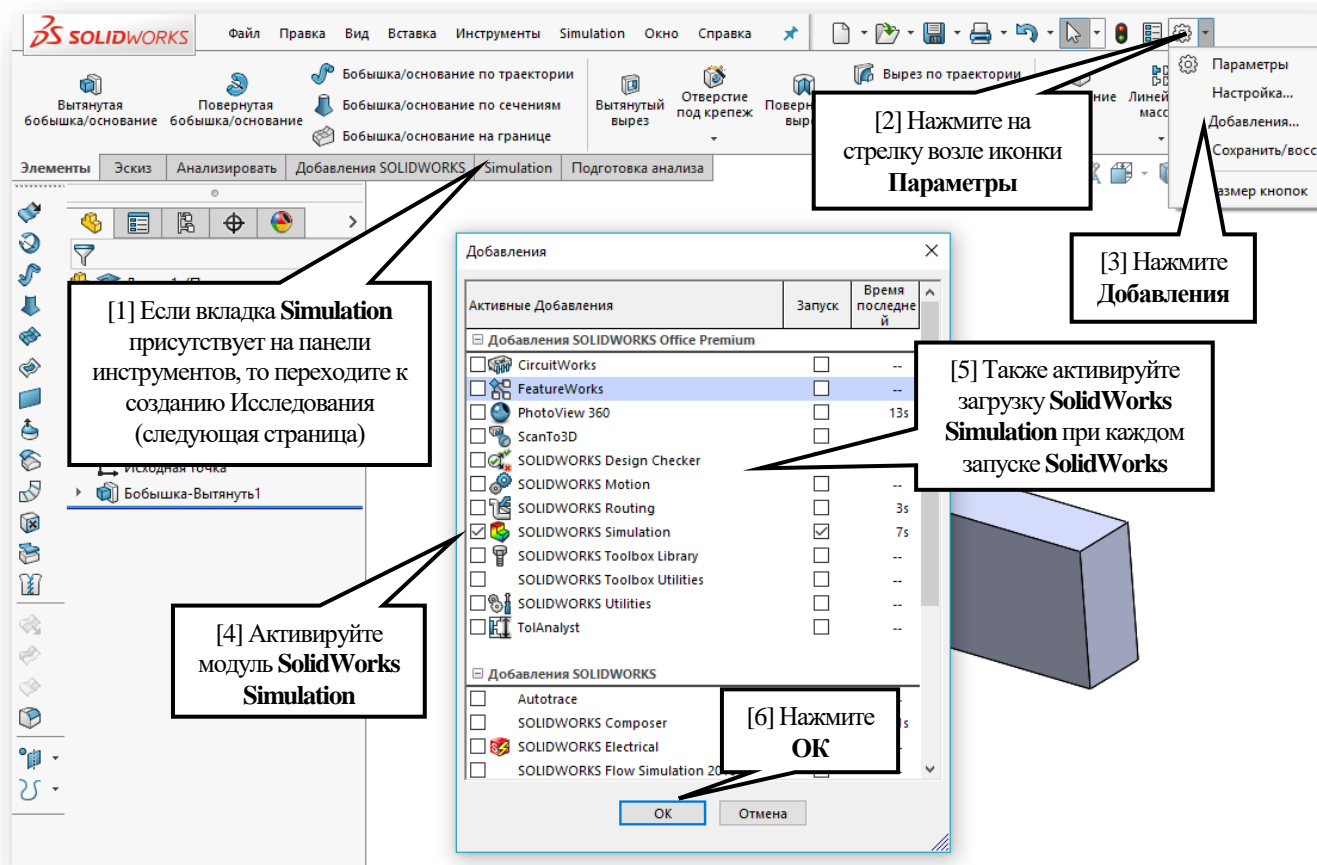 SOLIDWORKS
Файл Правка Вид Вставка Инструменты Simulation Окно Справка
Вытянутая бобышка/основание
Повернутая бобышка/основание
Бобышка/основание по траектории
Бобышка/основание по сечениям
Бобышка/основание на границе
Вытянутый вырез
Отверстие под крепеж
Вырез по траектории
Элементы Эскиз Анализировать Добавления SOLIDWORKS Simulation Подготовка анализа
Параметры
Настройка...
Добавления...
[2] Нажмите на
стрелку возле иконки
Параметры
[3] Нажмите
Добавления
[1] Если вкладка Simulation
присутствует на панели
инструментов, то переходите к
созданию Исследования
(следующая страница)
Исходная точка
Бобышка-Вытянуть1
Добавления
Активные Добавления Запуск Время последней
Добавления SOLIDWORKS Office Premium
CircuitWorks --
FeatureWorks --
PhotoView 360 13s
ScanTo3D
SOLIDWORKS Design Checker
SOLIDWORKS Motion --
SOLIDWORKS Routing 3s
SOLIDWORKS Simulation 7s
SOLIDWORKS Toolbox Library --
SOLIDWORKS Toolbox Utilities --
SOLIDWORKS Utilities --
TolAnalyst --
Добавления SOLIDWORKS
Autotrace
SOLIDWORKS Composer
SOLIDWORKS Electrical
SOLIDWORKS Flow Simulation
OK Отмена
[5] Также активируйте
загрузку SolidWorks
Simulation при каждом
запуске SolidWorks
[4] Активируйте
модуль SolidWorks
Simulation
[6] Нажмите
ОК